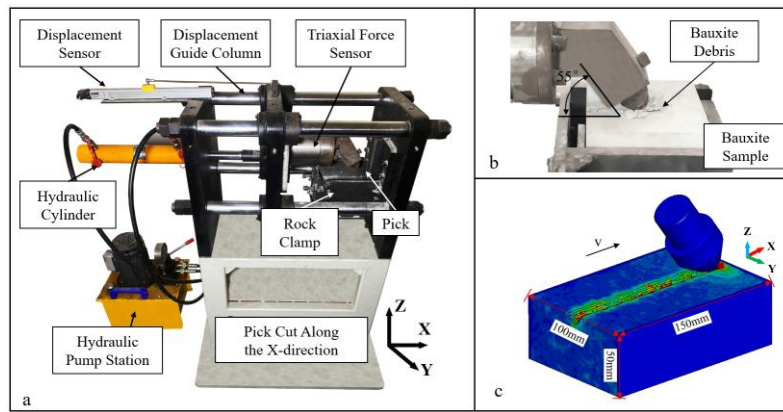 Displacement
Sensor
Displacement
Guide Column
Triaxial Force
Sensor
Hydraulic
Cylinder
Rock
Clamp
Pick
Hydraulic
Pump Station
Pick Cut Along
the X-direction
Z
X
Y
a
Bauxite
Debris
55°
Bauxite
Sample
b
V
Z
X
Y
100mm
150mm
50mm
c